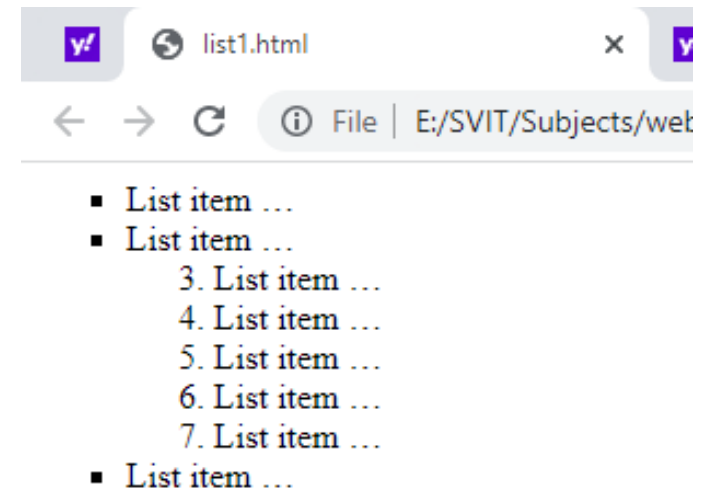 y! list1.html × y
File | E:/SVIT/Subjects/web
▪ List item …
▪ List item …
3. List item …
4. List item …
5. List item …
6. List item …
7. List item …
▪ List item …